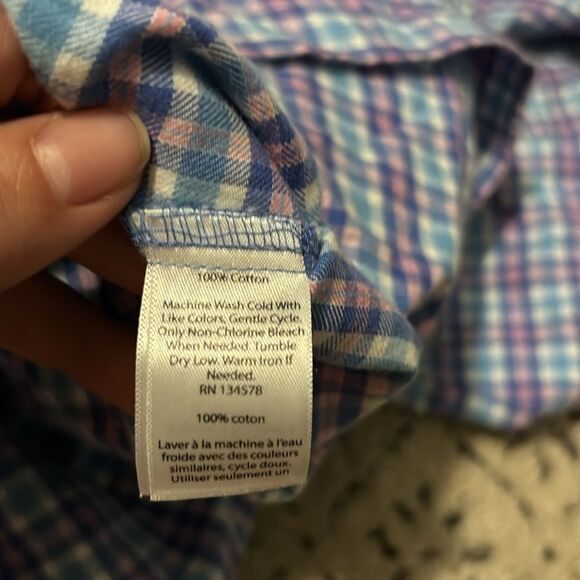 100% Cotton
Machine Wash Cold With
Like Colors, Gentle Cycle.
Only Non-Chlorine Bleach
When Needed. Tumble
Dry Low. Warm Iron If
Needed.
RN 134578
100% coton
Laver à la machine à l'eau
froide avec des couleurs
similaires, cycle doux.
Utiliser seulement un